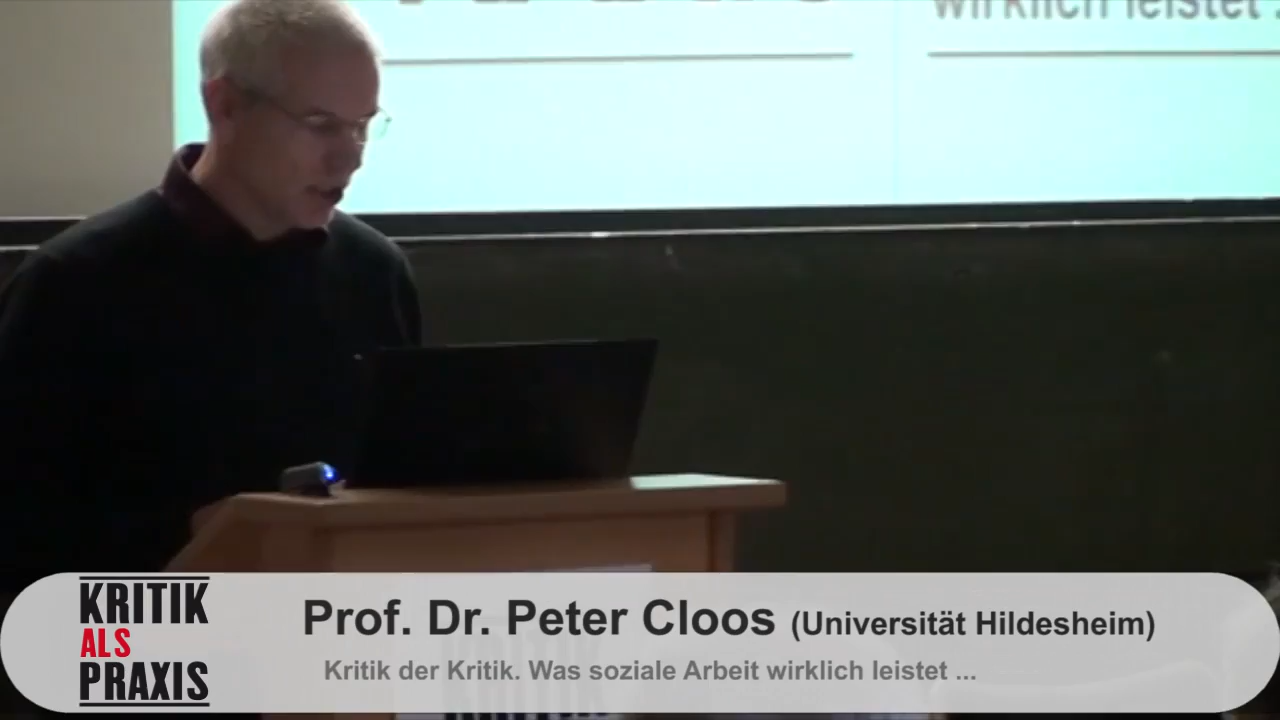 wirklich leistet ...
KRITIK
ALS
PRAXIS
Prof. Dr. Peter Cloos (Universität Hildesheim)
Kritik der Kritik. Was soziale Arbeit wirklich leistet ...
KRITIK